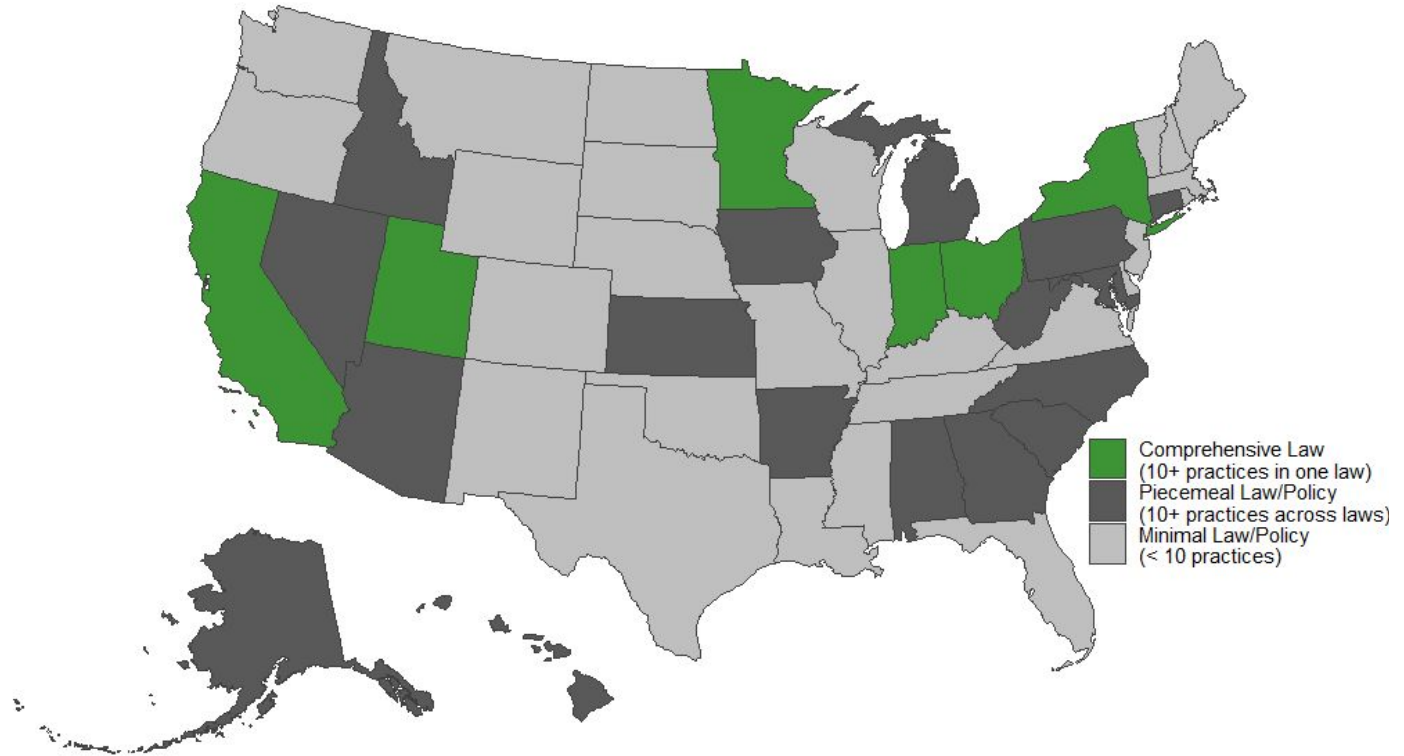 Comprehensive Law
(10+ practices in one law)
Piecemeal Law/Policy
(10+ practices across laws)
Minimal Law/Policy
(< 10 practices)